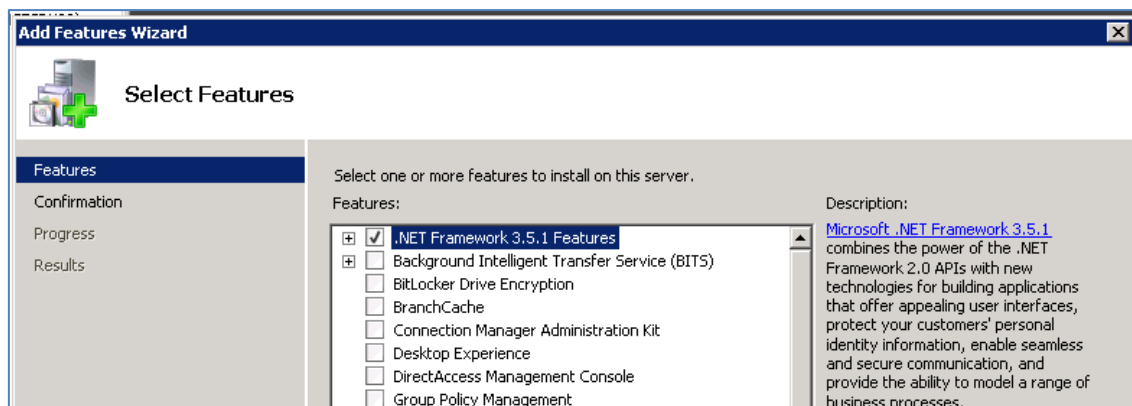 Add Features Wizard
Select Features
Features
Confirmation
Progress
Results
Select one or more features to install on this server.
Features:
.NET Framework 3.5.1 Features
Background Intelligent Transfer Service (BITS)
BitLocker Drive Encryption
BranchCache
Connection Manager Administration Kit
Desktop Experience
DirectAccess Management Console
Group Policy Management
Description:
Microsoft .NET Framework 3.5.1
combines the power of the .NET
Framework 2.0 APIs with new
technologies for building applications
that offer appealing user interfaces,
protect your customers' personal
identity information, enable seamless
and secure communication, and
provide the ability to model a range of
business processes.